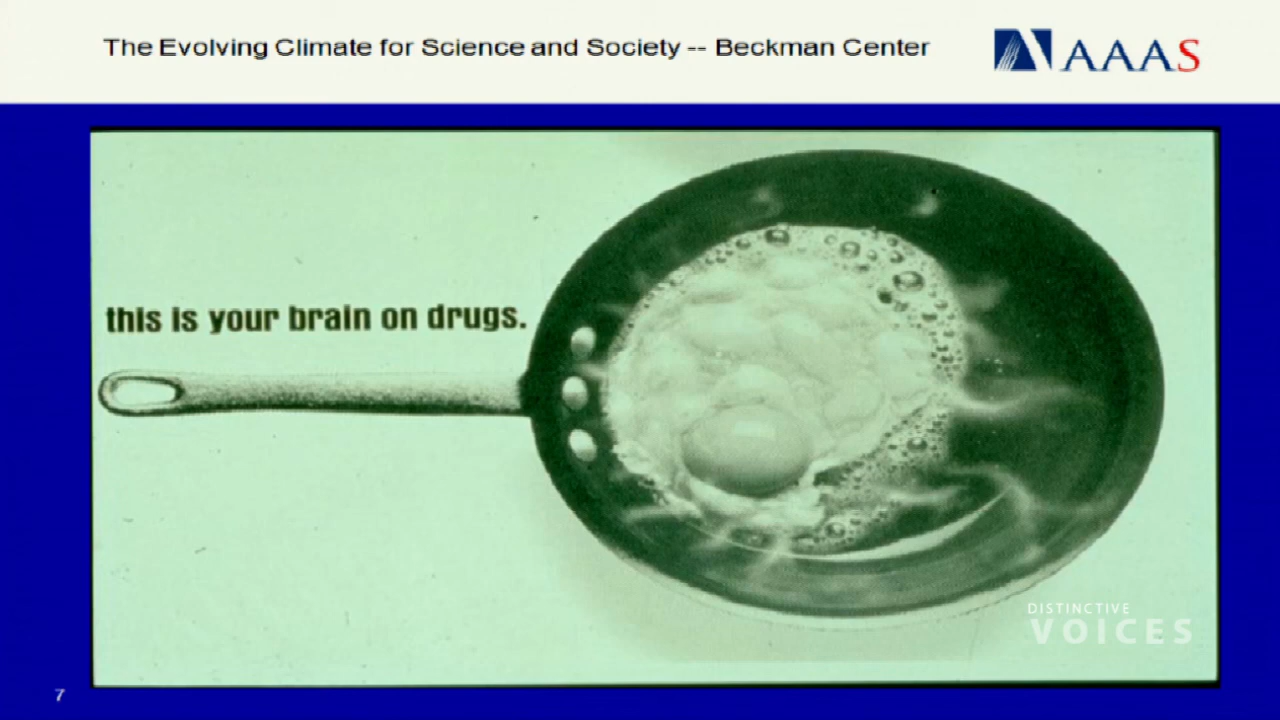 The Evolving Climate for Science and Society -- Beckman Center
AAAS
this is your brain on drugs.
DISTINCTIVE
VOICES
7